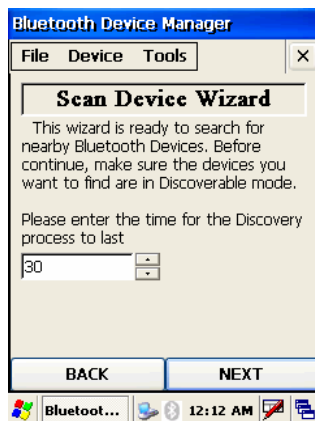 Bluetooth Device Manager
File Device Tools ×
Scan Device Wizard
This wizard is ready to search for
nearby Bluetooth Devices. Before
continue, make sure the devices you
want to find are in Discoverable mode.
Please enter the time for the Discovery
process to last
30
BACK NEXT
Bluetoot... 12:12 AM